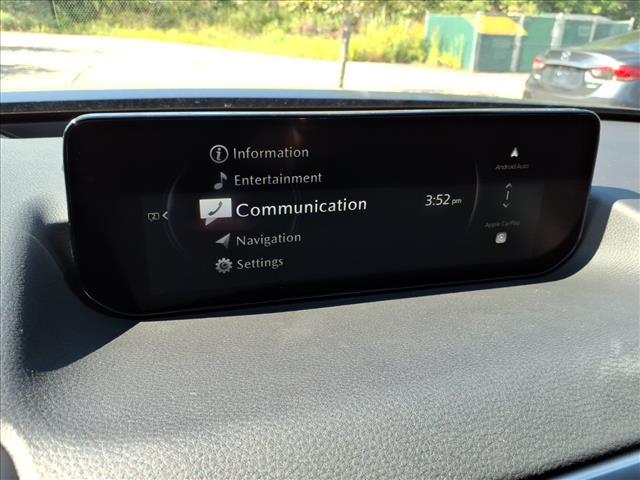 Information
Entertainment
Communication
3:52 pm
Navigation
Settings
Android Auto
Apple CarPlay